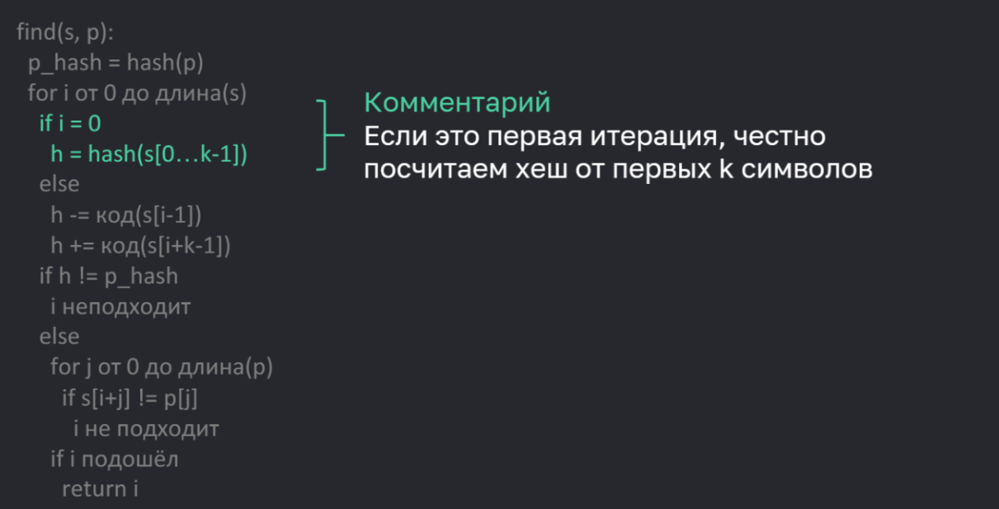 find(s, p):
p_hash = hash(p)
for i от 0 до длина(s)
if i = 0
h = hash(s[0...k-1])
else
h -= код(s[i-1])
h += код(s[i+k-1])
if h != p_hash
i неподходит
else
for j от 0 до длина(p)
if s[i+j] != p[j]
i не подходит
if i подошёл
return i
Комментарий
Если это первая итерация, честно
посчитаем хеш от первых k символов